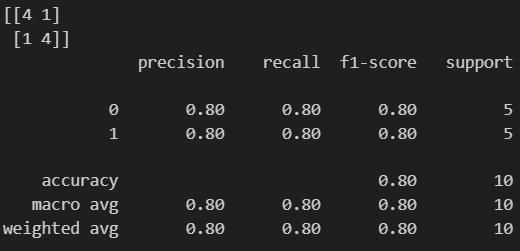 [[4 1]
 [1 4]]
              precision    recall  f1-score   support

           0       0.80      0.80      0.80         5
           1       0.80      0.80      0.80         5

    accuracy                           0.80        10
   macro avg       0.80      0.80      0.80        10
weighted avg       0.80      0.80      0.80        10